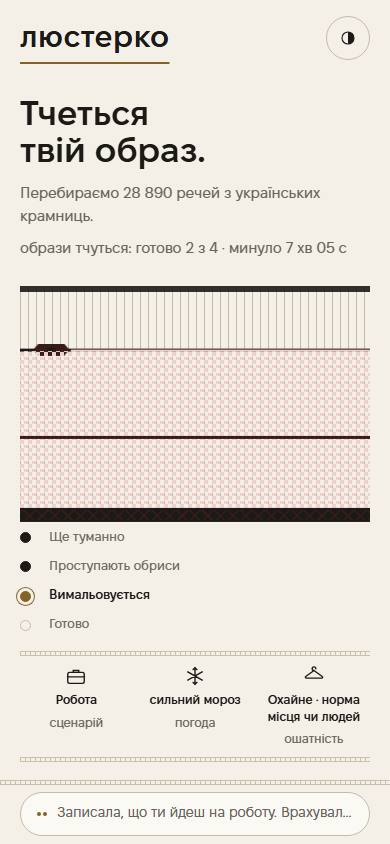 люстерко
Тчеться
твій образ.
Перебираємо 28 890 речей з українських
крамниць.
образи тчуться: готово 2 з 4 · минуло 7 хв 05 с
Ще туманно
Проступають обриси
Вимальовується
Готово
Робота
сценарій
сильний мороз
погода
Охайне · норма
місця чи людей
ошатність
Записала, що ти йдеш на роботу. Врахувал...